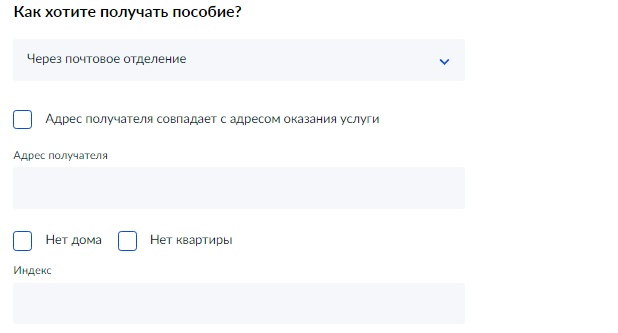 Как хотите получать пособие?
Через почтовое отделение
Адрес получателя совпадает с адресом оказания услуги
Адрес получателя
Нет дома Нет квартиры
Индекс